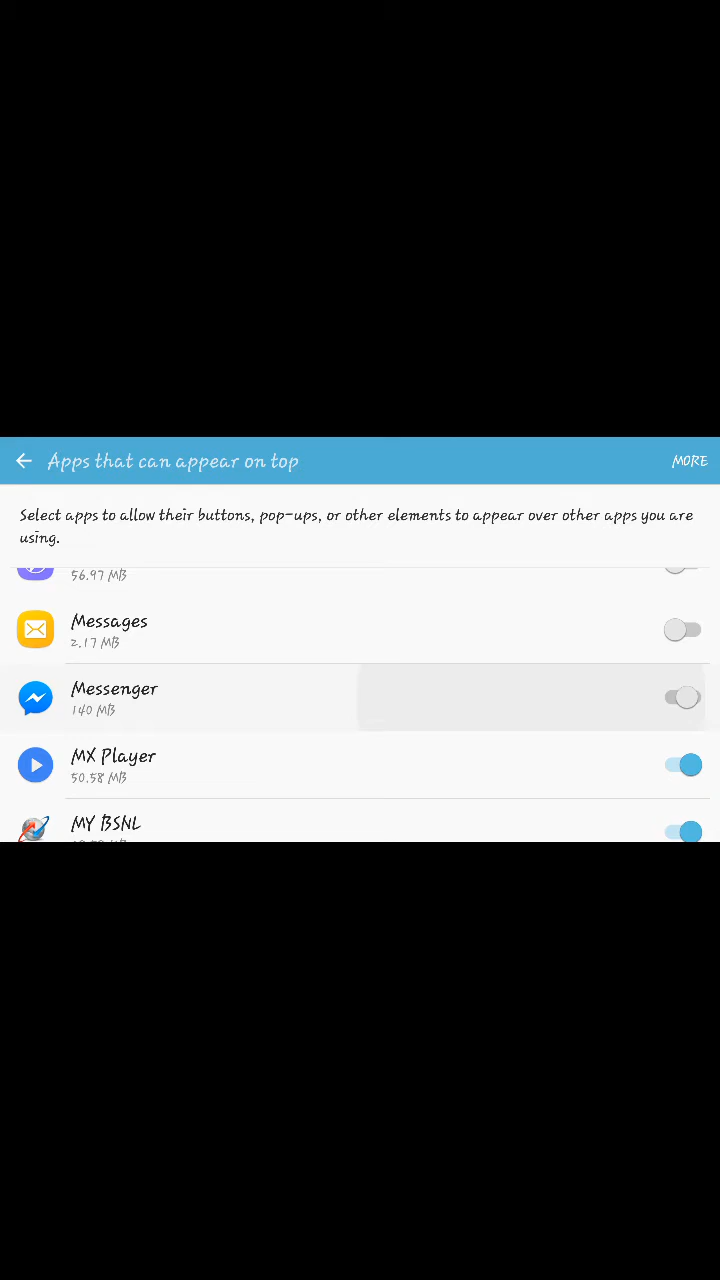 Apps that can appear on top
MORE
Select apps to allow their buttons, pop-ups, or other elements to appear over other apps you are
using.
56.97 MB
Messages
2.17 MB
Messenger
140 MB
MX Player
50.58 MB
MY BSNL